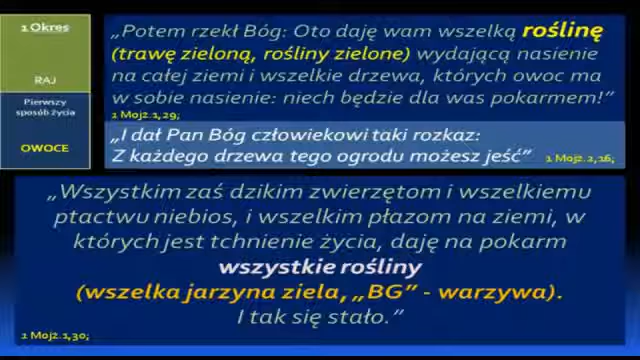 1 Okres
RAJ
Pierwszy
sposób życia
OWOCE
„Potem rzekł Bóg: Oto daję wam wszelką roślinę
(trawę zieloną, rośliny zielone) wydającą nasienie
na całej ziemi i wszelkie drzewa, których owoc ma
w sobie nasienie: niech będzie dla was pokarmem!”
1 Mojż.1,29;
„I dał Pan Bóg człowiekowi taki rozkaz:
Z każdego drzewa tego ogrodu możesz jeść” 1 Mojż.2,16;
„Wszystkim zaś dzikim zwierzętom i wszelkiemu
ptactwu niebios, i wszelkim płazom na ziemi, w
których jest tchnienie życia, daję na pokarm
wszystkie rośliny
(wszelka jarzyna ziela, „BG” - warzywa).
I tak się stało.”
1 Mojż.1,30;